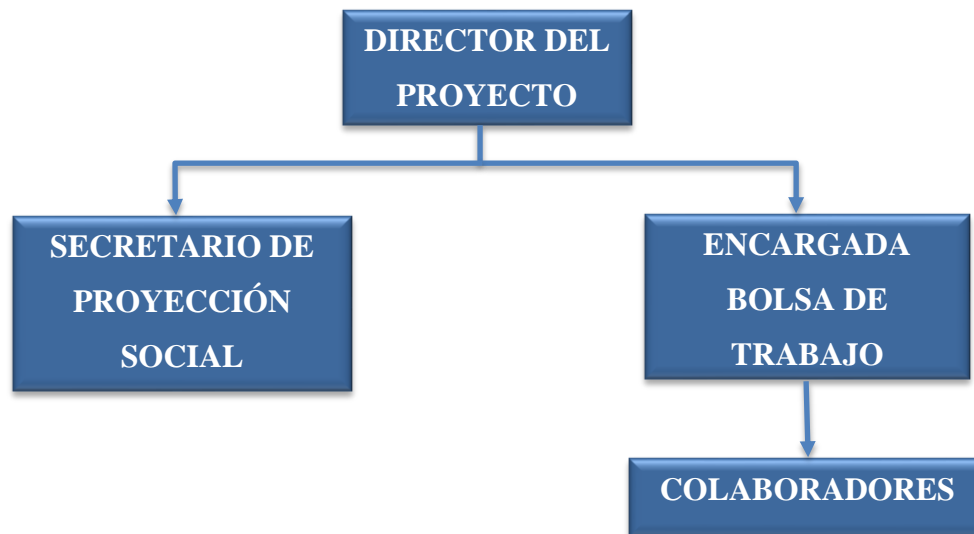 DIRECTOR DEL
PROYECTO
SECRETARIO DE
PROYECCIÓN
SOCIAL
ENCARGADA
BOLSA DE
TRABAJO
COLABORADORES